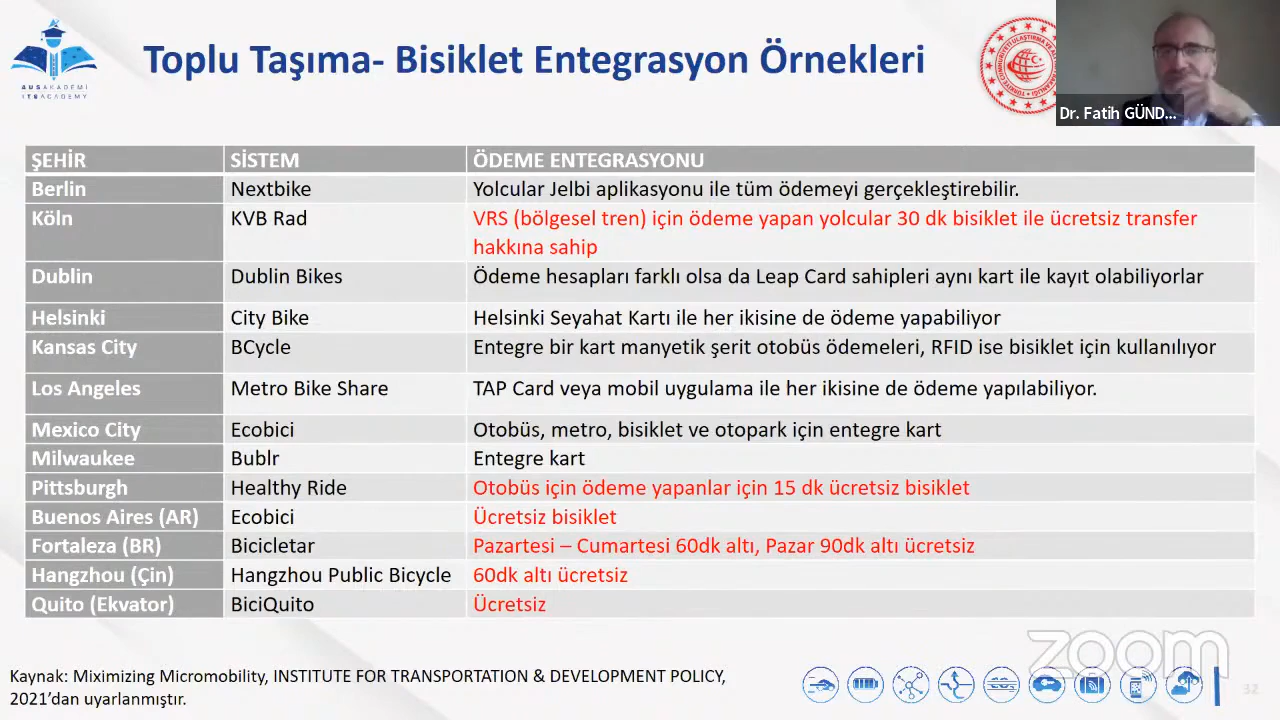 Toplu Taşıma- Bisiklet Entegrasyon Örnekleri
AUSAKADEMİ
ITSACADEMY
Dr. Fatih GÜND...
ŞEHİR SİSTEM ÖDEME ENTEGRASYONU
Berlin Nextbike Yolcular Jelbi aplikasyonu ile tüm ödemeyi gerçekleştirebilir.
Köln KVB Rad VRS (bölgesel tren) için ödeme yapan yolcular 30 dk bisiklet ile ücretsiz transfer
hakkına sahip
Dublin Dublin Bikes Ödeme hesapları farklı olsa da Leap Card sahipleri aynı kart ile kayıt olabiliyorlar
Helsinki City Bike Helsinki Seyahat Kartı ile her ikisine de ödeme yapabiliyor
Kansas City BCycle Entegre bir kart manyetik şerit otobüs ödemeleri, RFID ise bisiklet için kullanılıyor
Los Angeles Metro Bike Share TAP Card veya mobil uygulama ile her ikisine de ödeme yapılabiliyor.
Mexico City Ecobici Otobüs, metro, bisiklet ve otopark için entegre kart
Milwaukee Bublr Entegre kart
Pittsburgh Healthy Ride Otobüs için ödeme yapanlar için 15 dk ücretsiz bisiklet
Buenos Aires (AR) Ecobici Ücretsiz bisiklet
Fortaleza (BR) Bicicletar Pazartesi – Cumartesi 60dk altı, Pazar 90dk altı ücretsiz
Hangzhou (Çin) Hangzhou Public Bicycle 60dk altı ücretsiz
Quito (Ekvator) BiciQuito Ücretsiz
zoom
Kaynak: Miximizing Micromobility, INSTITUTE FOR TRANSPORTATION & DEVELOPMENT POLICY,
2021'dan uyarlanmıştır.
32